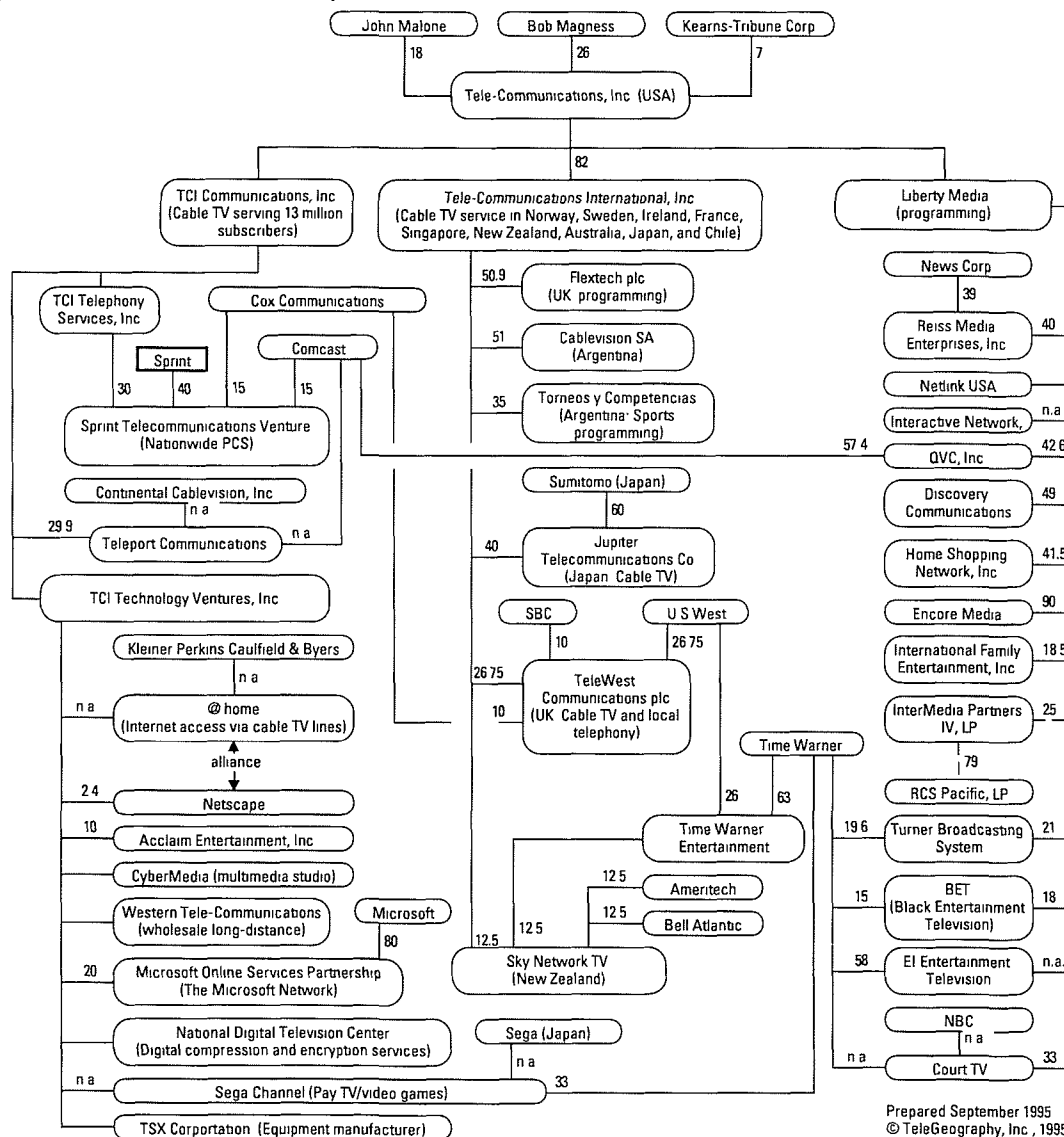 John Malone
Bob Magness
Kearns-Tribune Corp
18
26
7
Tele-Communications, Inc (USA)
82
TCI Communications, Inc
(Cable TV serving 13 million
subscribers)
Tele-Communications International, Inc
(Cable TV service in Norway, Sweden, Ireland, France,
Singapore, New Zealand, Australia, Japan, and Chile)
Liberty Media
(programming)
TCI Telephony
Services, Inc
Cox Communications
Comcast
Sprint
30
40
15
15
Sprint Telecommunications Venture
(Nationwide PCS)
Continental Cablevision, Inc
n a
29 9
Teleport Communications
n a
TCI Technology Ventures, Inc
Kleiner Perkins Caulfield & Byers
n a
n a
@ home
(Internet access via cable TV lines)
alliance
2 4
Netscape
10
Acclaim Entertainment, Inc
CyberMedia (multimedia studio)
Western Tele-Communications
(wholesale long-distance)
Microsoft
80
20
Microsoft Online Services Partnership
(The Microsoft Network)
National Digital Television Center
(Digital compression and encryption services)
Sega (Japan)
n a
n a
Sega Channel (Pay TV/video games)
33
TSX Corportation (Equipment manufacturer)
50.9
Flextech plc
(UK programming)
51
Cablevision SA
(Argentina)
35
Torneos y Competencias
(Argentina· Sports
programming)
57 4
Sumitomo (Japan)
60
40
Jupiter
Telecommunications Co
(Japan Cable TV)
SBC
U S West
10
26 75
26 75
10
TeleWest
Communications plc
(UK Cable TV and local
telephony)
Time Warner
26
63
Time Warner
Entertainment
12 5
Ameritech
12 5
Bell Atlantic
12.5
12 5
Sky Network TV
(New Zealand)
News Corp
39
Reiss Media
Enterprises, Inc
40
Netlink USA
Interactive Network,
n.a
QVC, Inc
42 6
Discovery
Communications
49
Home Shopping
Network, Inc
41.5
Encore Media
90
International Family
Entertainment, Inc
18 5
InterMedia Partners
IV, LP
25
79
RCS Pacific, LP
19 6
Turner Broadcasting
System
21
15
BET
(Black Entertainment
Television)
18
58
EI Entertainment
Television
n.a.
NBC
n a
n a
Court TV
33
Prepared September 1995
© TeleGeography, Inc , 1995